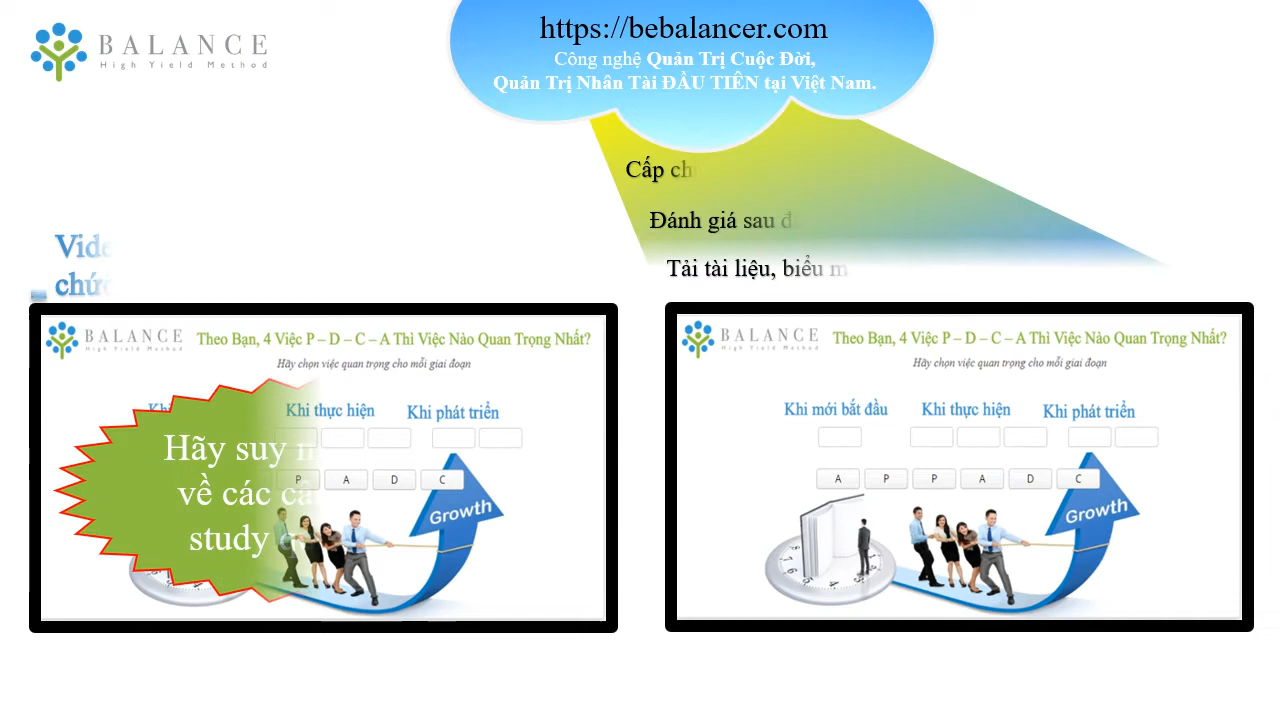 BALANCE
High Yield Method
https://bebalancer.com
Công nghệ Quản Trị Cuộc Đời,
Quản Trị Nhân Tài ĐẦU TIÊN tại Việt Nam.
Cấp
Đánh giá sau
Tải tài liệu, biểu
BALANCE
High Yield Method
Theo Bạn, 4 Việc P – D – C – A Thì Việc Nào Quan Trọng Nhất?
Hãy chọn việc quan trọng cho mỗi giai đoạn
Khi thực hiện
Khi phát triển
Hãy suy
về các
study
P A D C
Growth
BALANCE
High Yield Method
Theo Bạn, 4 Việc P – D – C – A Thì Việc Nào Quan Trọng Nhất?
Hãy chọn việc quan trọng cho mỗi giai đoạn
Khi mới bắt đầu
Khi thực hiện
Khi phát triển
A P P A D C
Growth